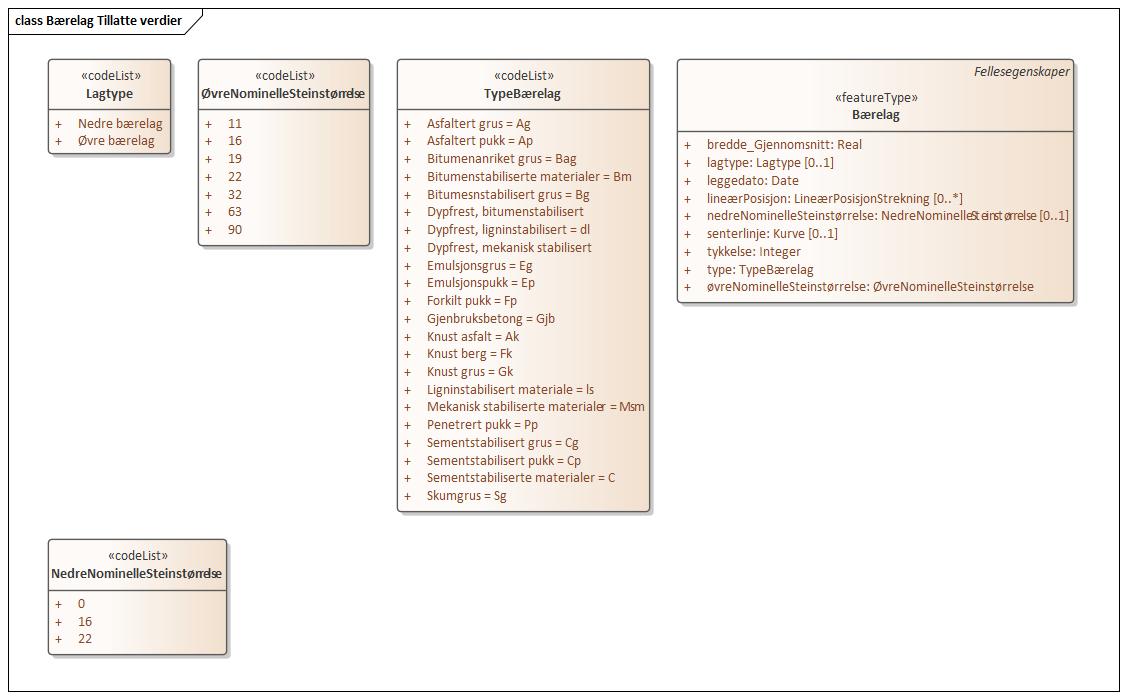 class Bærelag Tillatte verdier
«codeList»
Lagtype
+ Nedre bærelag
+ Øvre bærelag
«codeList»
ØvreNominelleSteinstørrelse
+ 11
+ 16
+ 19
+ 22
+ 32
+ 63
+ 90
«codeList»
TypeBærelag
+ Asfaltert grus = Ag
+ Asfaltert pukk = Ap
+ Bitumenanriket grus = Bag
+ Bitumenstabiliserte materialer = Bm
+ Bitumesnstabilisert grus = Bg
+ Dypfrest, bitumenstabilisert
+ Dypfrest, ligninstabilisert = dl
+ Dypfrest, mekanisk stabilisert
+ Emulsjonsgrus = Eg
+ Emulsjonspukk = Ep
+ Forkilt pukk = Fp
+ Gjenbruksbetong = Gjb
+ Knust asfalt = Ak
+ Knust berg = Fk
+ Knust grus = Gk
+ Ligninstabilisert materiale = ls
+ Mekanisk stabiliserte materialer = Msm
+ Penetrert pukk = Pp
+ Sementstabilisert grus = Cg
+ Sementstabilisert pukk = Cp
+ Sementstabiliserte materialer = C
+ Skumgrus = Sg
Fellesegenskaper
«featureType»
Bærelag
+ bredde_Gjennomsnitt: Real
+ lagtype: Lagtype [0..1]
+ leggedato: Date
+ lineærPosisjon: LineærPosisjonStrekning [0..*]
+ nedreNominelleSteinstørrelse: NedreNominelleSteinstørrelse [0..1]
+ senterlinje: Kurve [0..1]
+ tykkelse: Integer
+ type: TypeBærelag
+ øvreNominelleSteinstørrelse: ØvreNominelleSteinstørrelse
«codeList»
NedreNominelleSteinstørrelse
+ 0
+ 16
+ 22